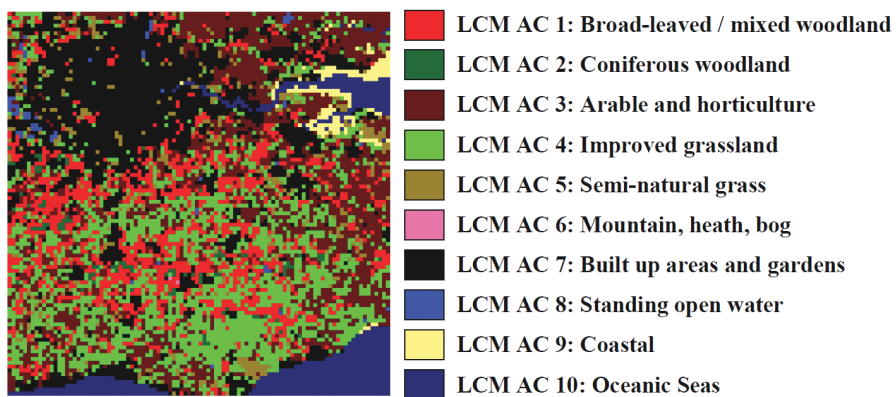 LCM AC 1: Broad-leaved / mixed woodland
LCM AC 2: Coniferous woodland
LCM AC 3: Arable and horticulture
LCM AC 4: Improved grassland
LCM AC 5: Semi-natural grass
LCM AC 6: Mountain, heath, bog
LCM AC 7: Built up areas and gardens
LCM AC 8: Standing open water
LCM AC 9: Coastal
LCM AC 10: Oceanic Seas